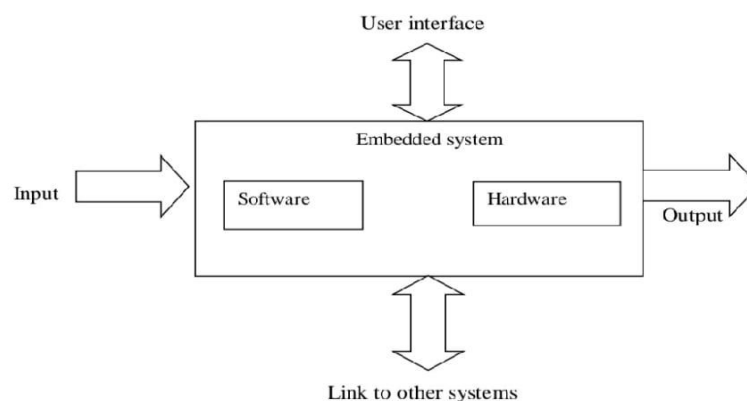 User interface
Embedded system
Input
Software
Hardware
Output
Link to other systems